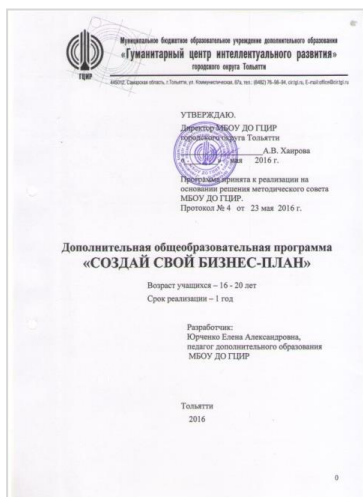 Муниципальное бюджетное учреждение дополнительного образования
«Гуманитарный центр интеллектуального развития»
городского округа Тольятти
ГЦИР
УТВЕРЖДАЮ.
Директор МБОУ ДО ГЦИР
городского округа Тольятти
А.В. Хаирова
мая 2016 г.
Программа принята к реализации на
основании решения методического совета
МБОУ ДО ГЦИР.
Протокол № 4 от 23 мая 2016 г.
Дополнительная общеобразовательная программа
«СОЗДАЙ СВОЙ БИЗНЕС-ПЛАН»
Возраст учащихся – 16 - 20 лет
Срок реализации – 1 год
Разработчик:
Юрченко Елена Александровна,
педагог дополнительного образования
МБОУ ДО ГЦИР
Тольятти
2016
0